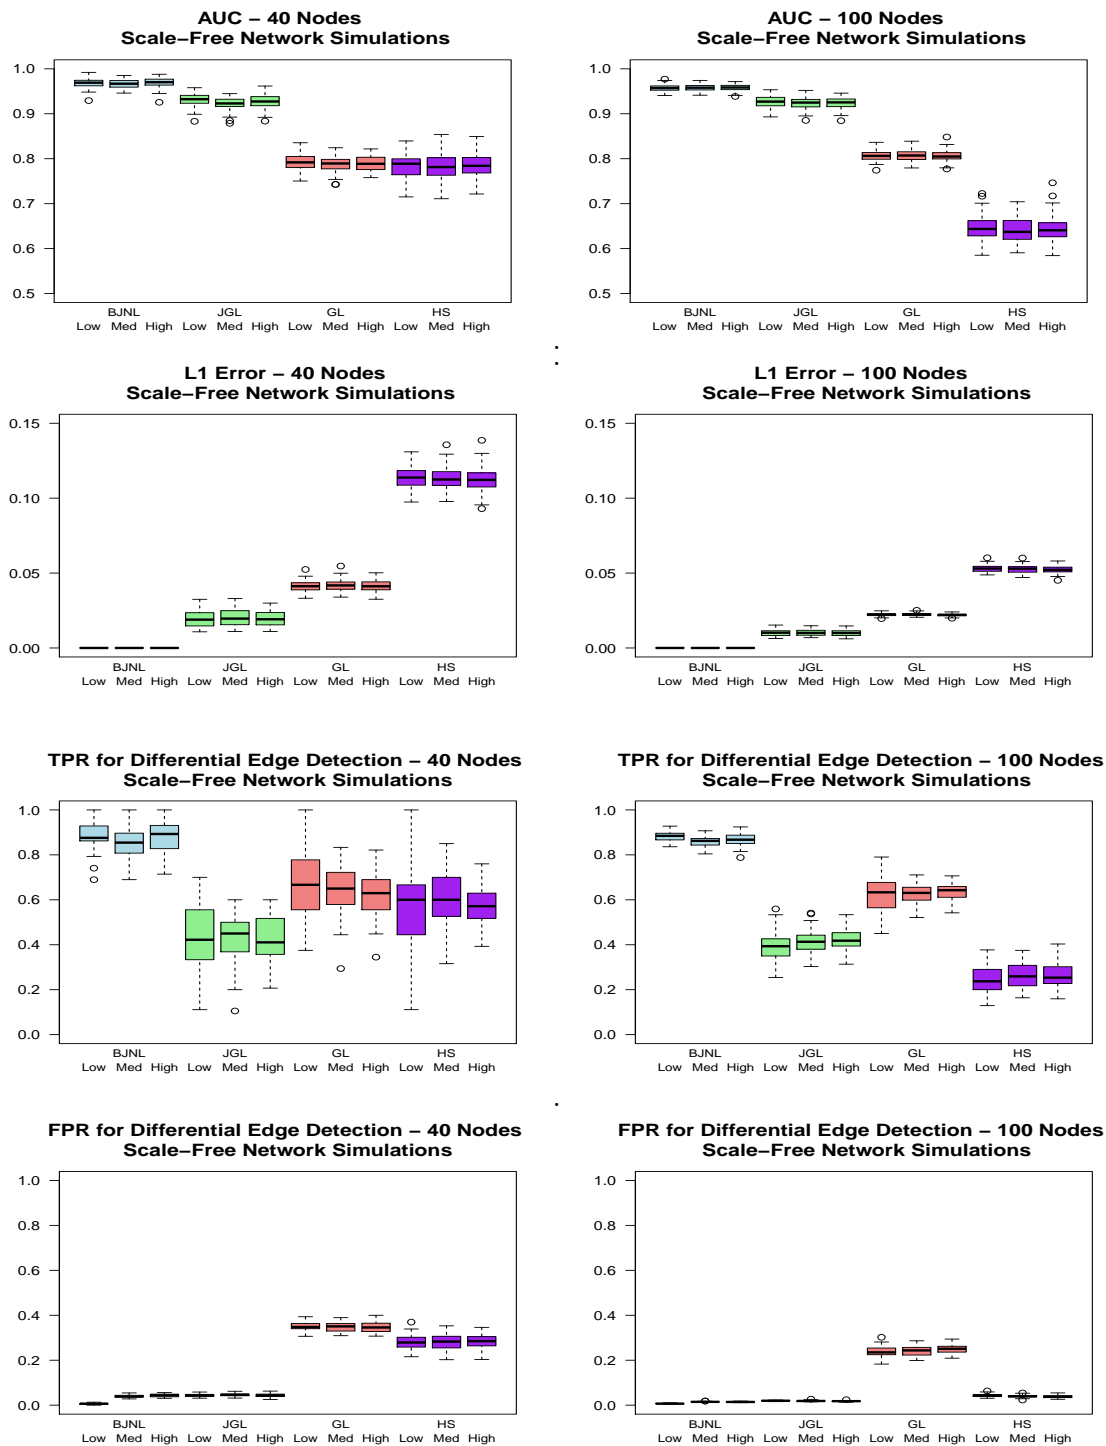 AUC – 40 Nodes
Scale–Free Network Simulations
1.0
0.9
0.8
0.7
0.6
0.5
BJNL JGL GL HS
Low Med High Low Med High Low Med High Low Med High
AUC – 100 Nodes
Scale–Free Network Simulations
1.0
0.9
0.8
0.7
0.6
0.5
BJNL JGL GL HS
Low Med High Low Med High Low Med High Low Med High
:
L1 Error – 40 Nodes
Scale–Free Network Simulations
0.15
0.10
0.05
0.00
BJNL JGL GL HS
Low Med High Low Med High Low Med High Low Med High
L1 Error – 100 Nodes
Scale–Free Network Simulations
0.15
0.10
0.05
0.00
BJNL JGL GL HS
Low Med High Low Med High Low Med High Low Med High
TPR for Differential Edge Detection – 40 Nodes
Scale–Free Network Simulations
1.0
0.8
0.6
0.4
0.2
0.0
BJNL JGL GL HS
Low Med High Low Med High Low Med High Low Med High
TPR for Differential Edge Detection – 100 Nodes
Scale–Free Network Simulations
1.0
0.8
0.6
0.4
0.2
0.0
BJNL JGL GL HS
Low Med High Low Med High Low Med High Low Med High
.
FPR for Differential Edge Detection – 40 Nodes
Scale–Free Network Simulations
1.0
0.8
0.6
0.4
0.2
0.0
BJNL JGL GL HS
Low Med High Low Med High Low Med High Low Med High
FPR for Differential Edge Detection – 100 Nodes
Scale–Free Network Simulations
1.0
0.8
0.6
0.4
0.2
0.0
BJNL JGL GL HS
Low Med High Low Med High Low Med High Low Med High